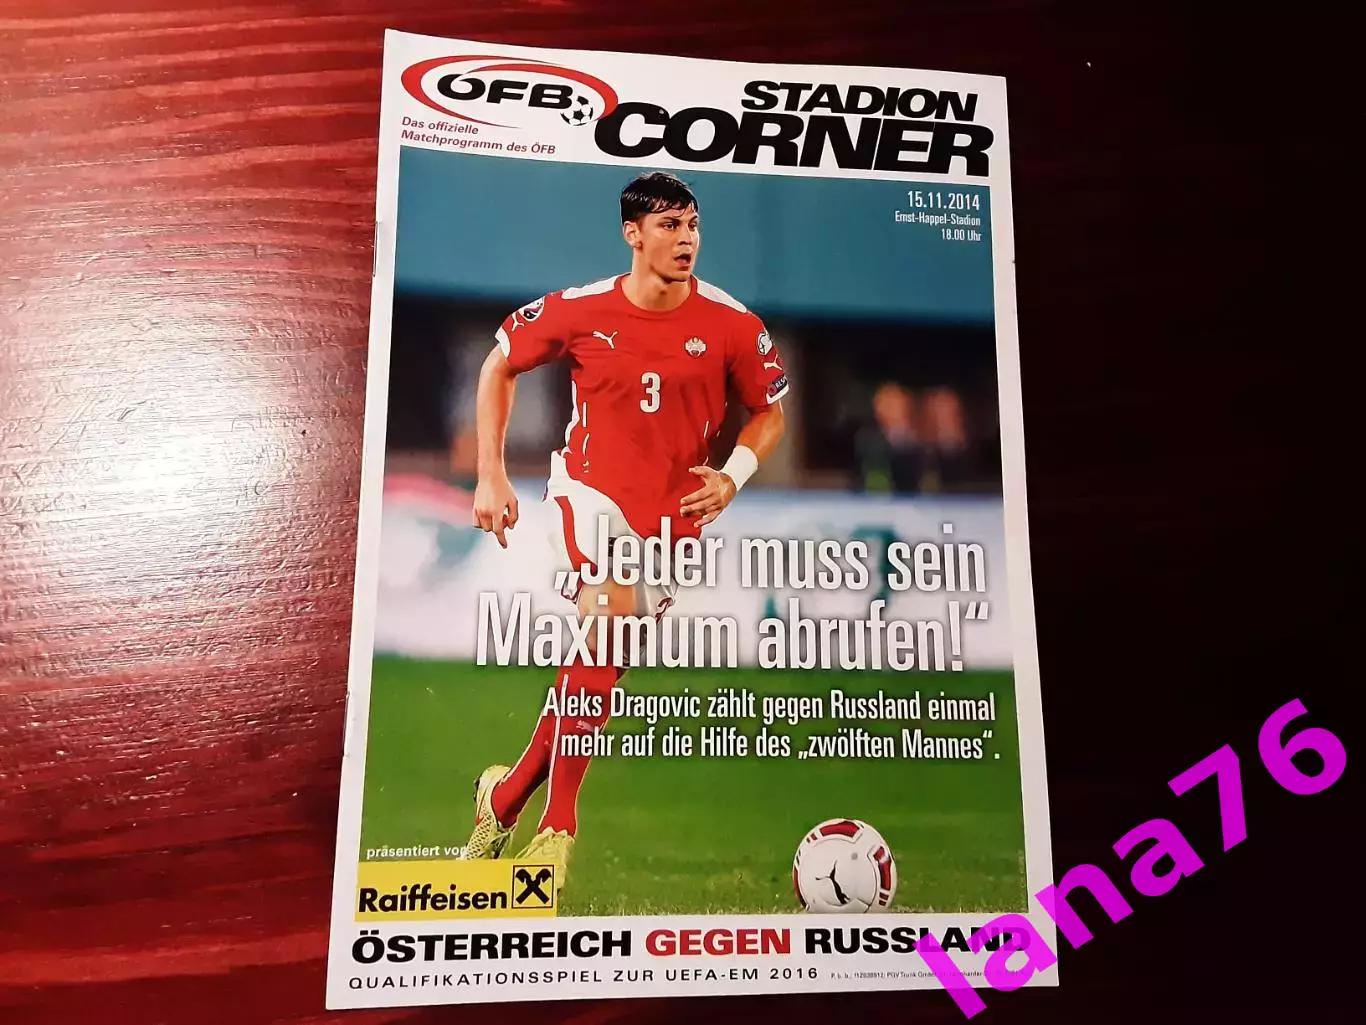 ÖFB
STADION
CORNER
Das offizielle
Matchprogramm des ÖFB
15.11.2014
Ernst-Happel-Stadion
18.00 Uhr
3
„Jeder muss sein
Maximum abrufen!“
Aleks Dragovic zählt gegen Russland einmal
mehr auf die Hilfe des „zwölften Mannes“.
präsentiert von
Raiffeisen
ÖSTERREICH GEGEN RUSSLAND
QUALIFIKATIONSSPIEL ZUR UEFA-EM 2016
P. b. b.
lana76